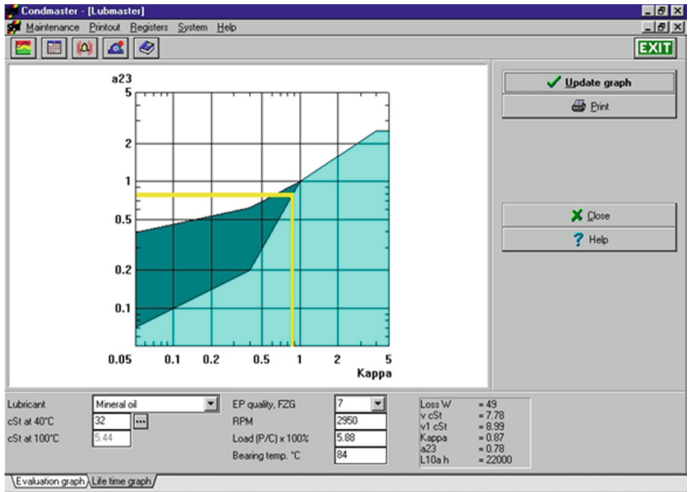 Condmaster - [Lubmaster]
Maintenance Printout Registers System Help
EXIT
a23
5
2
1
0.5
0.2
0.1
0.05 0.1 0.2 0.5 1 2 5
Kappa
Update graph
Print
Close
Help
Lubricant Mineral oil
cSt at 40°C 32 ...
cSt at 100°C 5.44
EP quality, FZG 7
RPM 2950
Load (P/C) x 100% 5.88
Bearing temp. °C 84
Loss W = 49
v cSt = 7.78
v1 cSt = 8.99
Kappa = 0.87
a23 = 0.78
L10a h = 22000
Evaluation graph Life time graph